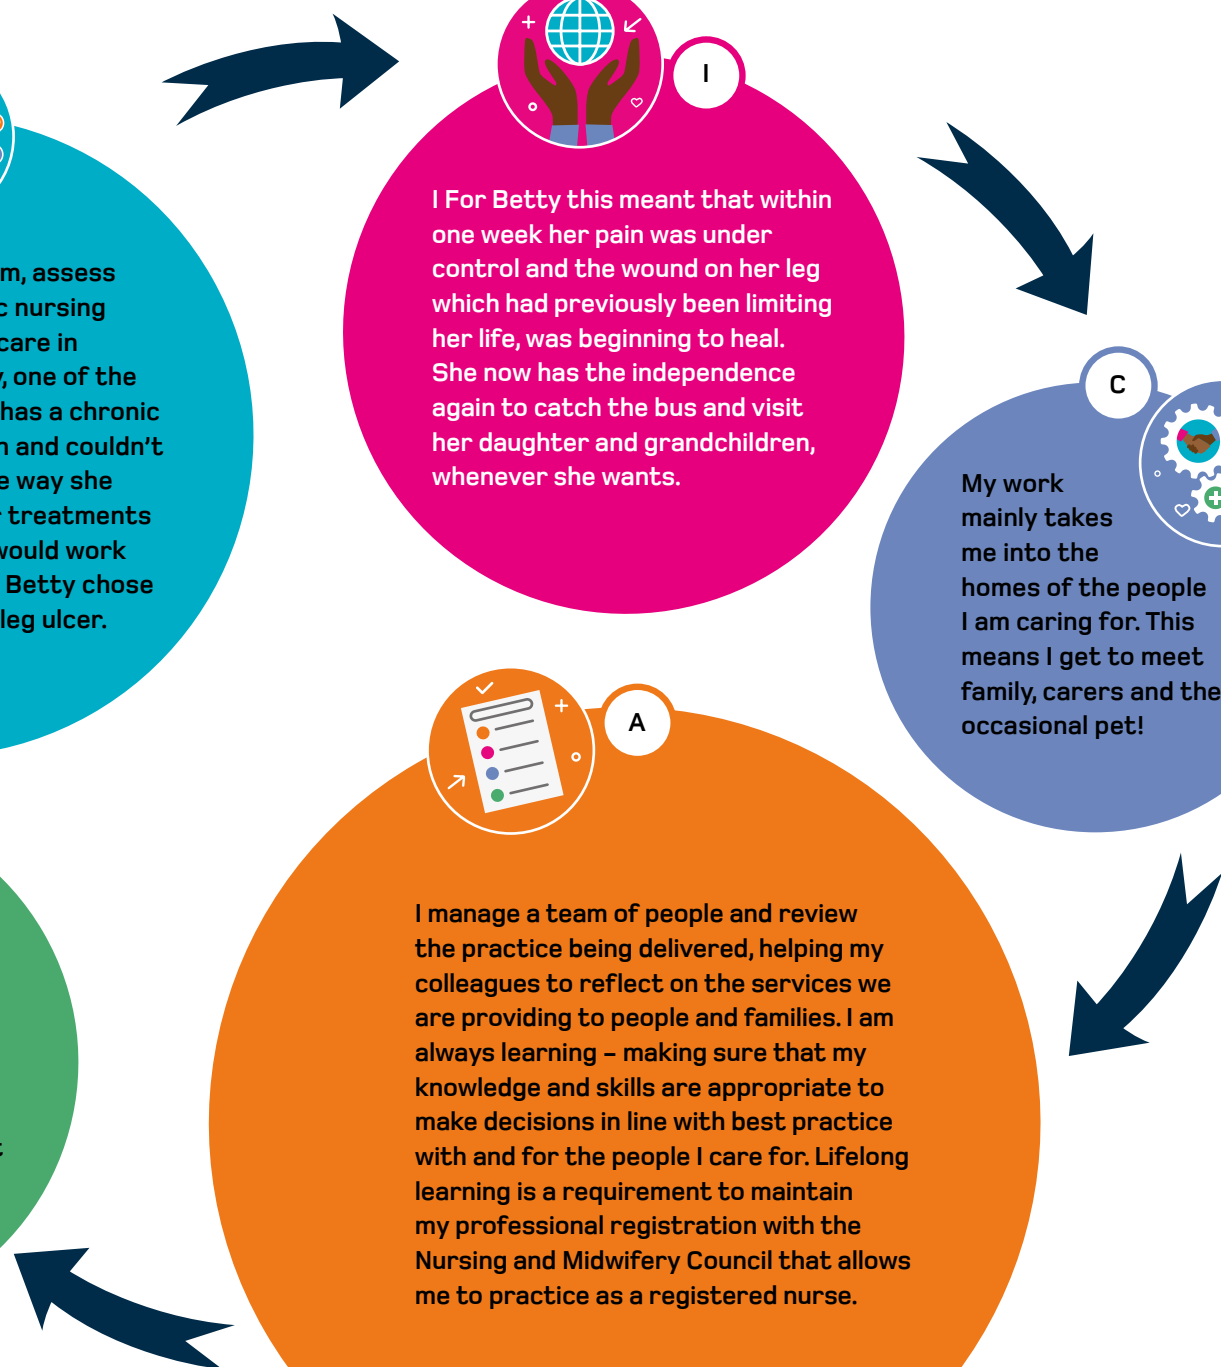 assess
nursing
care in
one of the
has a chronic
and couldn't
way she
treatments
would work
Betty chose
leg ulcer.
I
I For Betty this meant that within
one week her pain was under
control and the wound on her leg
which had previously been limiting
her life, was beginning to heal.
She now has the independence
again to catch the bus and visit
her daughter and grandchildren,
whenever she wants.
C
My work
mainly takes
me into the
homes of the people
I am caring for. This
means I get to meet
family, carers and the
occasional pet!
A
I manage a team of people and review
the practice being delivered, helping my
colleagues to reflect on the services we
are providing to people and families. I am
always learning – making sure that my
knowledge and skills are appropriate to
make decisions in line with best practice
with and for the people I care for. Lifelong
learning is a requirement to maintain
my professional registration with the
Nursing and Midwifery Council that allows
me to practice as a registered nurse.